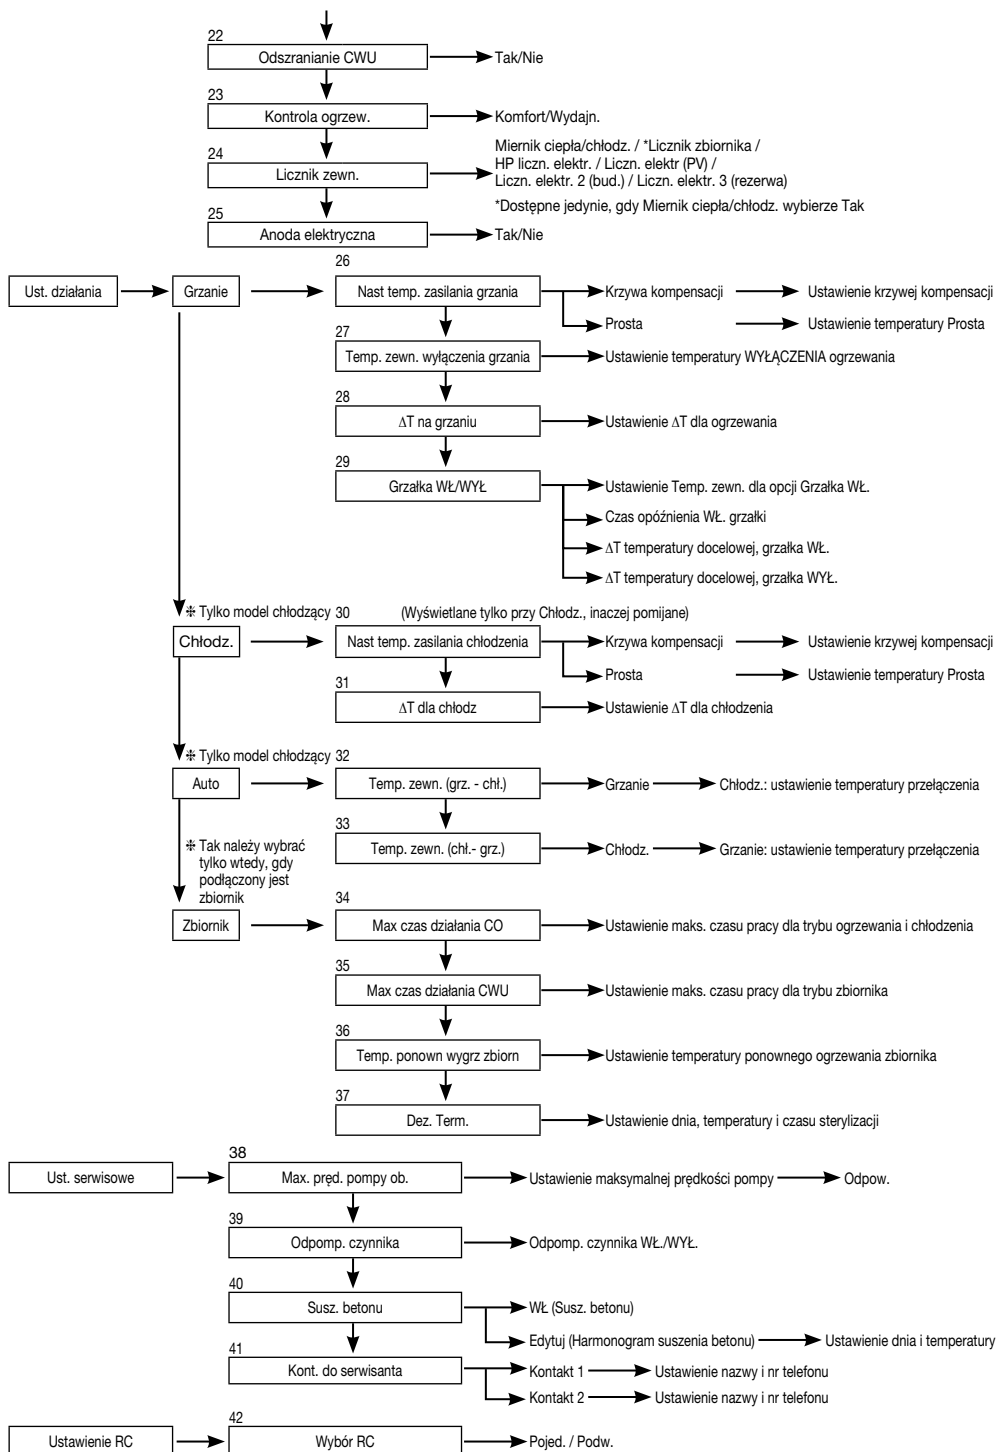 22
Odszranianie CWU
Tak/Nie
23
Kontrola ogrzew.
Komfort/Wydajn.
24
Licznik zewn.
Miernik ciepła/chłodz. / *Licznik zbiornika /
HP liczn. elektr. / Liczn. elektr (PV) /
Liczn. elektr. 2 (bud.) / Liczn. elektr. 3 (rezerwa)
*Dostępne jedynie, gdy Miernik ciepła/chłodz. wybierze Tak
25
Anoda elektryczna
Tak/Nie
Ust. działania
Grzanie
26
Nast temp. zasilania grzania
Krzywa kompensacji
Ustawienie krzywej kompensacji
Prosta
Ustawienie temperatury Prosta
27
Temp. zewn. wyłączenia grzania
Ustawienie temperatury WYŁĄCZENIA ogrzewania
28
ΔT na grzaniu
Ustawienie ΔT dla ogrzewania
29
Grzałka WŁ/WYŁ
Ustawienie Temp. zewn. dla opcji Grzałka WŁ.
Czas opóźnienia WŁ. grzałki
ΔT temperatury docelowej, grzałka WŁ.
ΔT temperatury docelowej, grzałka WYŁ.
❉ Tylko model chłodzący
30
(Wyświetlane tylko przy Chłodz., inaczej pomijane)
Chłodz.
Nast temp. zasilania chłodzenia
Krzywa kompensacji
Ustawienie krzywej kompensacji
Prosta
Ustawienie temperatury Prosta
31
ΔT dla chłodz
Ustawienie ΔT dla chłodzenia
❉ Tylko model chłodzący
32
Auto
Temp. zewn. (grz. - chł.)
Grzanie
Chłodz.: ustawienie temperatury przełączenia
33
Temp. zewn. (chł.- grz.)
Chłodz.
Grzanie: ustawienie temperatury przełączenia
❉ Tak należy wybrać
tylko wtedy, gdy
podłączony jest
zbiornik
34
Zbiornik
Max czas działania CO
Ustawienie maks. czasu pracy dla trybu ogrzewania i chłodzenia
35
Max czas działania CWU
Ustawienie maks. czasu pracy dla trybu zbiornika
36
Temp. ponown wygrz zbiorn
Ustawienie temperatury ponownego ogrzewania zbiornika
37
Dez. Term.
Ustawienie dnia, temperatury i czasu sterylizacji
38
Ust. serwisowe
Max. pręd. pompy ob.
Ustawienie maksymalnej prędkości pompy
Odpow.
39
Odpomp. czynnika
Odpomp. czynnika WŁ./WYŁ.
40
Susz. betonu
WŁ (Susz. betonu)
Edytuj (Harmonogram suszenia betonu)
Ustawienie dnia i temperatury
41
Kont. do serwisanta
Kontakt 1
Ustawienie nazwy i nr telefonu
Kontakt 2
Ustawienie nazwy i nr telefonu
42
Ustawienie RC
Wybór RC
Pojed. / Podw.